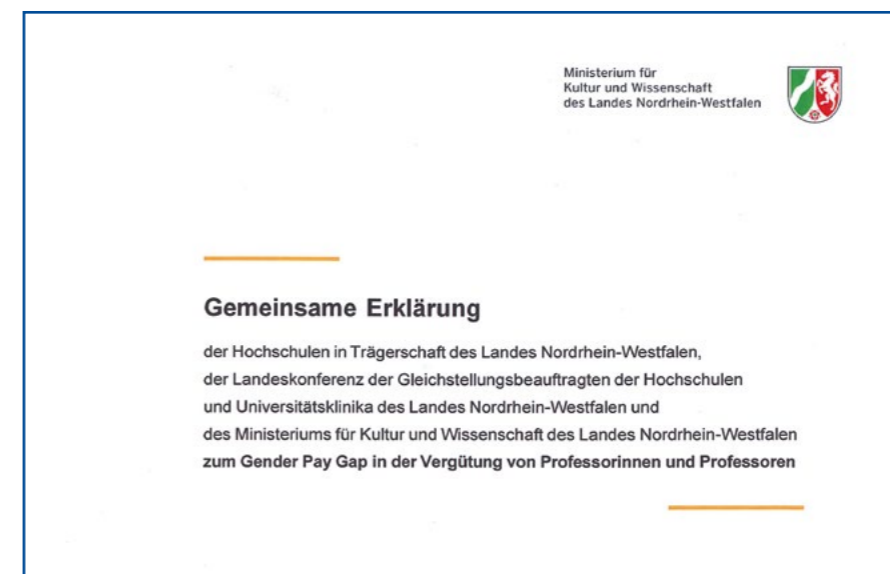 Ministerium für
Kultur und Wissenschaft
des Landes Nordrhein-Westfalen
Gemeinsame Erklärung
der Hochschulen in Trägerschaft des Landes Nordrhein-Westfalen,
der Landeskonferenz der Gleichstellungsbeauftragten der Hochschulen
und Universitätsklinika des Landes Nordrhein-Westfalen und
des Ministeriums für Kultur und Wissenschaft des Landes Nordrhein-Westfalen
zum Gender Pay Gap in der Vergütung von Professorinnen und Professoren